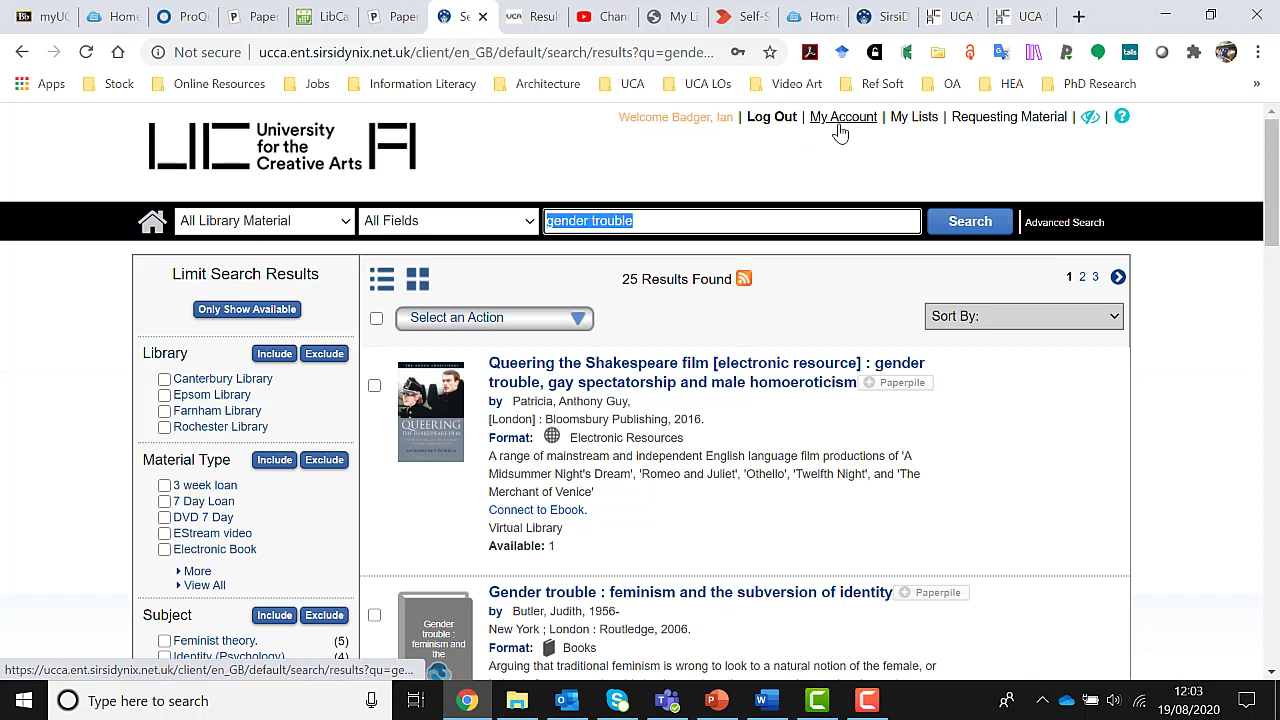 myUC
Home
ProQ
Paper
LibCa
Paper
Se
Resul
Chan
My Li
Self-S
Home
SirsiD
UCA
UCA
Not secure
ucca.ent.sirsidynix.net.uk/client/en_GB/default/search/results?qu=gende...
Apps
Stock
Online Resources
Jobs
Information Literacy
Architecture
UCA
UCA LOs
Video Art
Ref Soft
OA
HEA
PhD Research
»
Welcome Badger, Ian | Log Out | My Account | My Lists | Requesting Material | |
UC A
University
for the
Creative Arts
All Library Material
All Fields
gender trouble
Search
Advanced Search
Limit Search Results
Only Show Available
Library Include Exclude
Canterbury Library
Epsom Library
Farnham Library
Rochester Library
Material Type Include Exclude
3 week loan
7 Day Loan
DVD 7 Day
EStream video
Electronic Book
More
View All
Subject Include Exclude
Feminist theory. (5)
Identity (Psychology) (4)
25 Results Found
1 2 3
Select an Action
Sort By:
Queering the Shakespeare film [electronic resource] : gender
trouble, gay spectatorship and male homoeroticism Paperpile
by Patricia, Anthony Guy,
[London] : Bloomsbury Publishing, 2016.
Format: Electronic Resources
A range of mainstream and independent English language film productions of 'A
Midsummer Night's Dream', 'Romeo and Juliet', 'Othello', 'Twelfth Night', and 'The
Merchant of Venice'
Connect to Ebook.
Virtual Library
Available: 1
QUEERING
Gender trouble : feminism and the subversion of identity Paperpile
by Butler, Judith, 1956-
New York ; London : Routledge, 2006.
Format: Books
Arguing that traditional feminism is wrong to look to a natural notion of the female, or
Gender
trouble :
feminism
and the
https://ucca.ent.sirsidynix.net.uk/client/en_GB/default/search/results?qu=ge...
Type here to search
12:03
19/08/2020